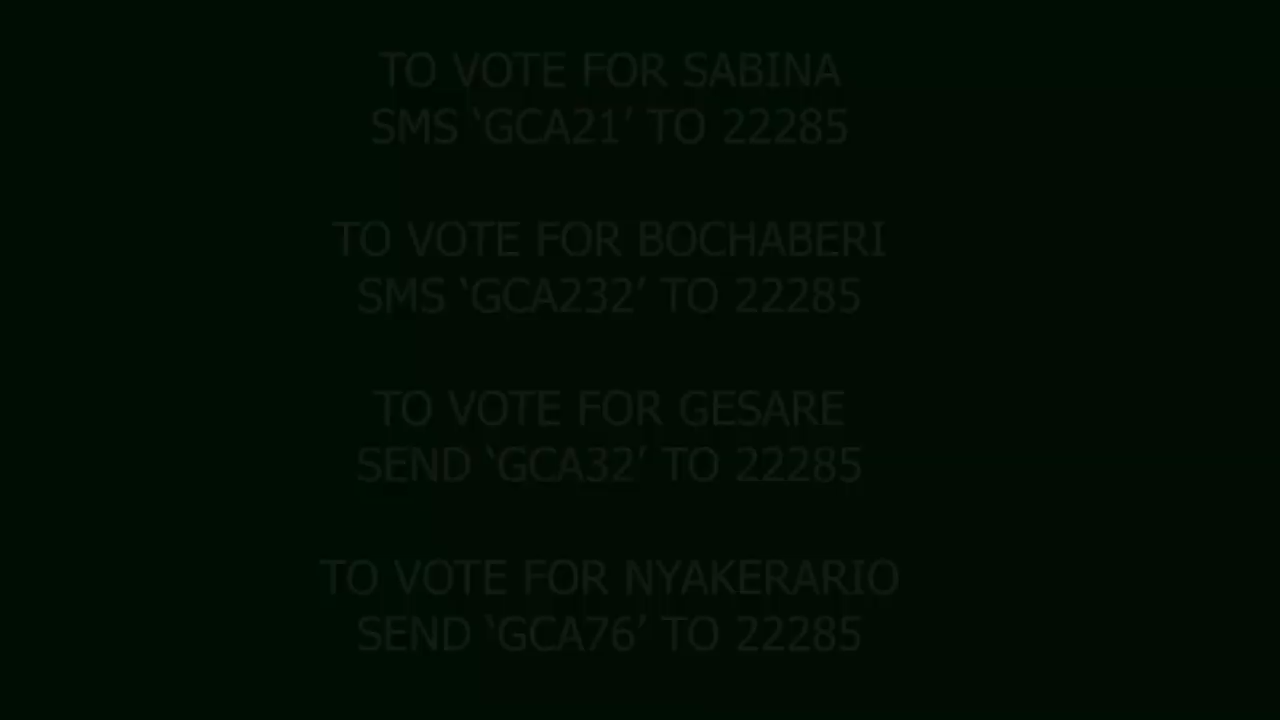 TO VOTE FOR SABINA
SMS ‘GCA21’ TO 22285
TO VOTE FOR BOCHABERI
SMS ‘GCA232’ TO 22285
TO VOTE FOR GESARE
SEND ‘GCA32’ TO 22285
TO VOTE FOR NYAKERARIO
SEND ‘GCA76’ TO 22285